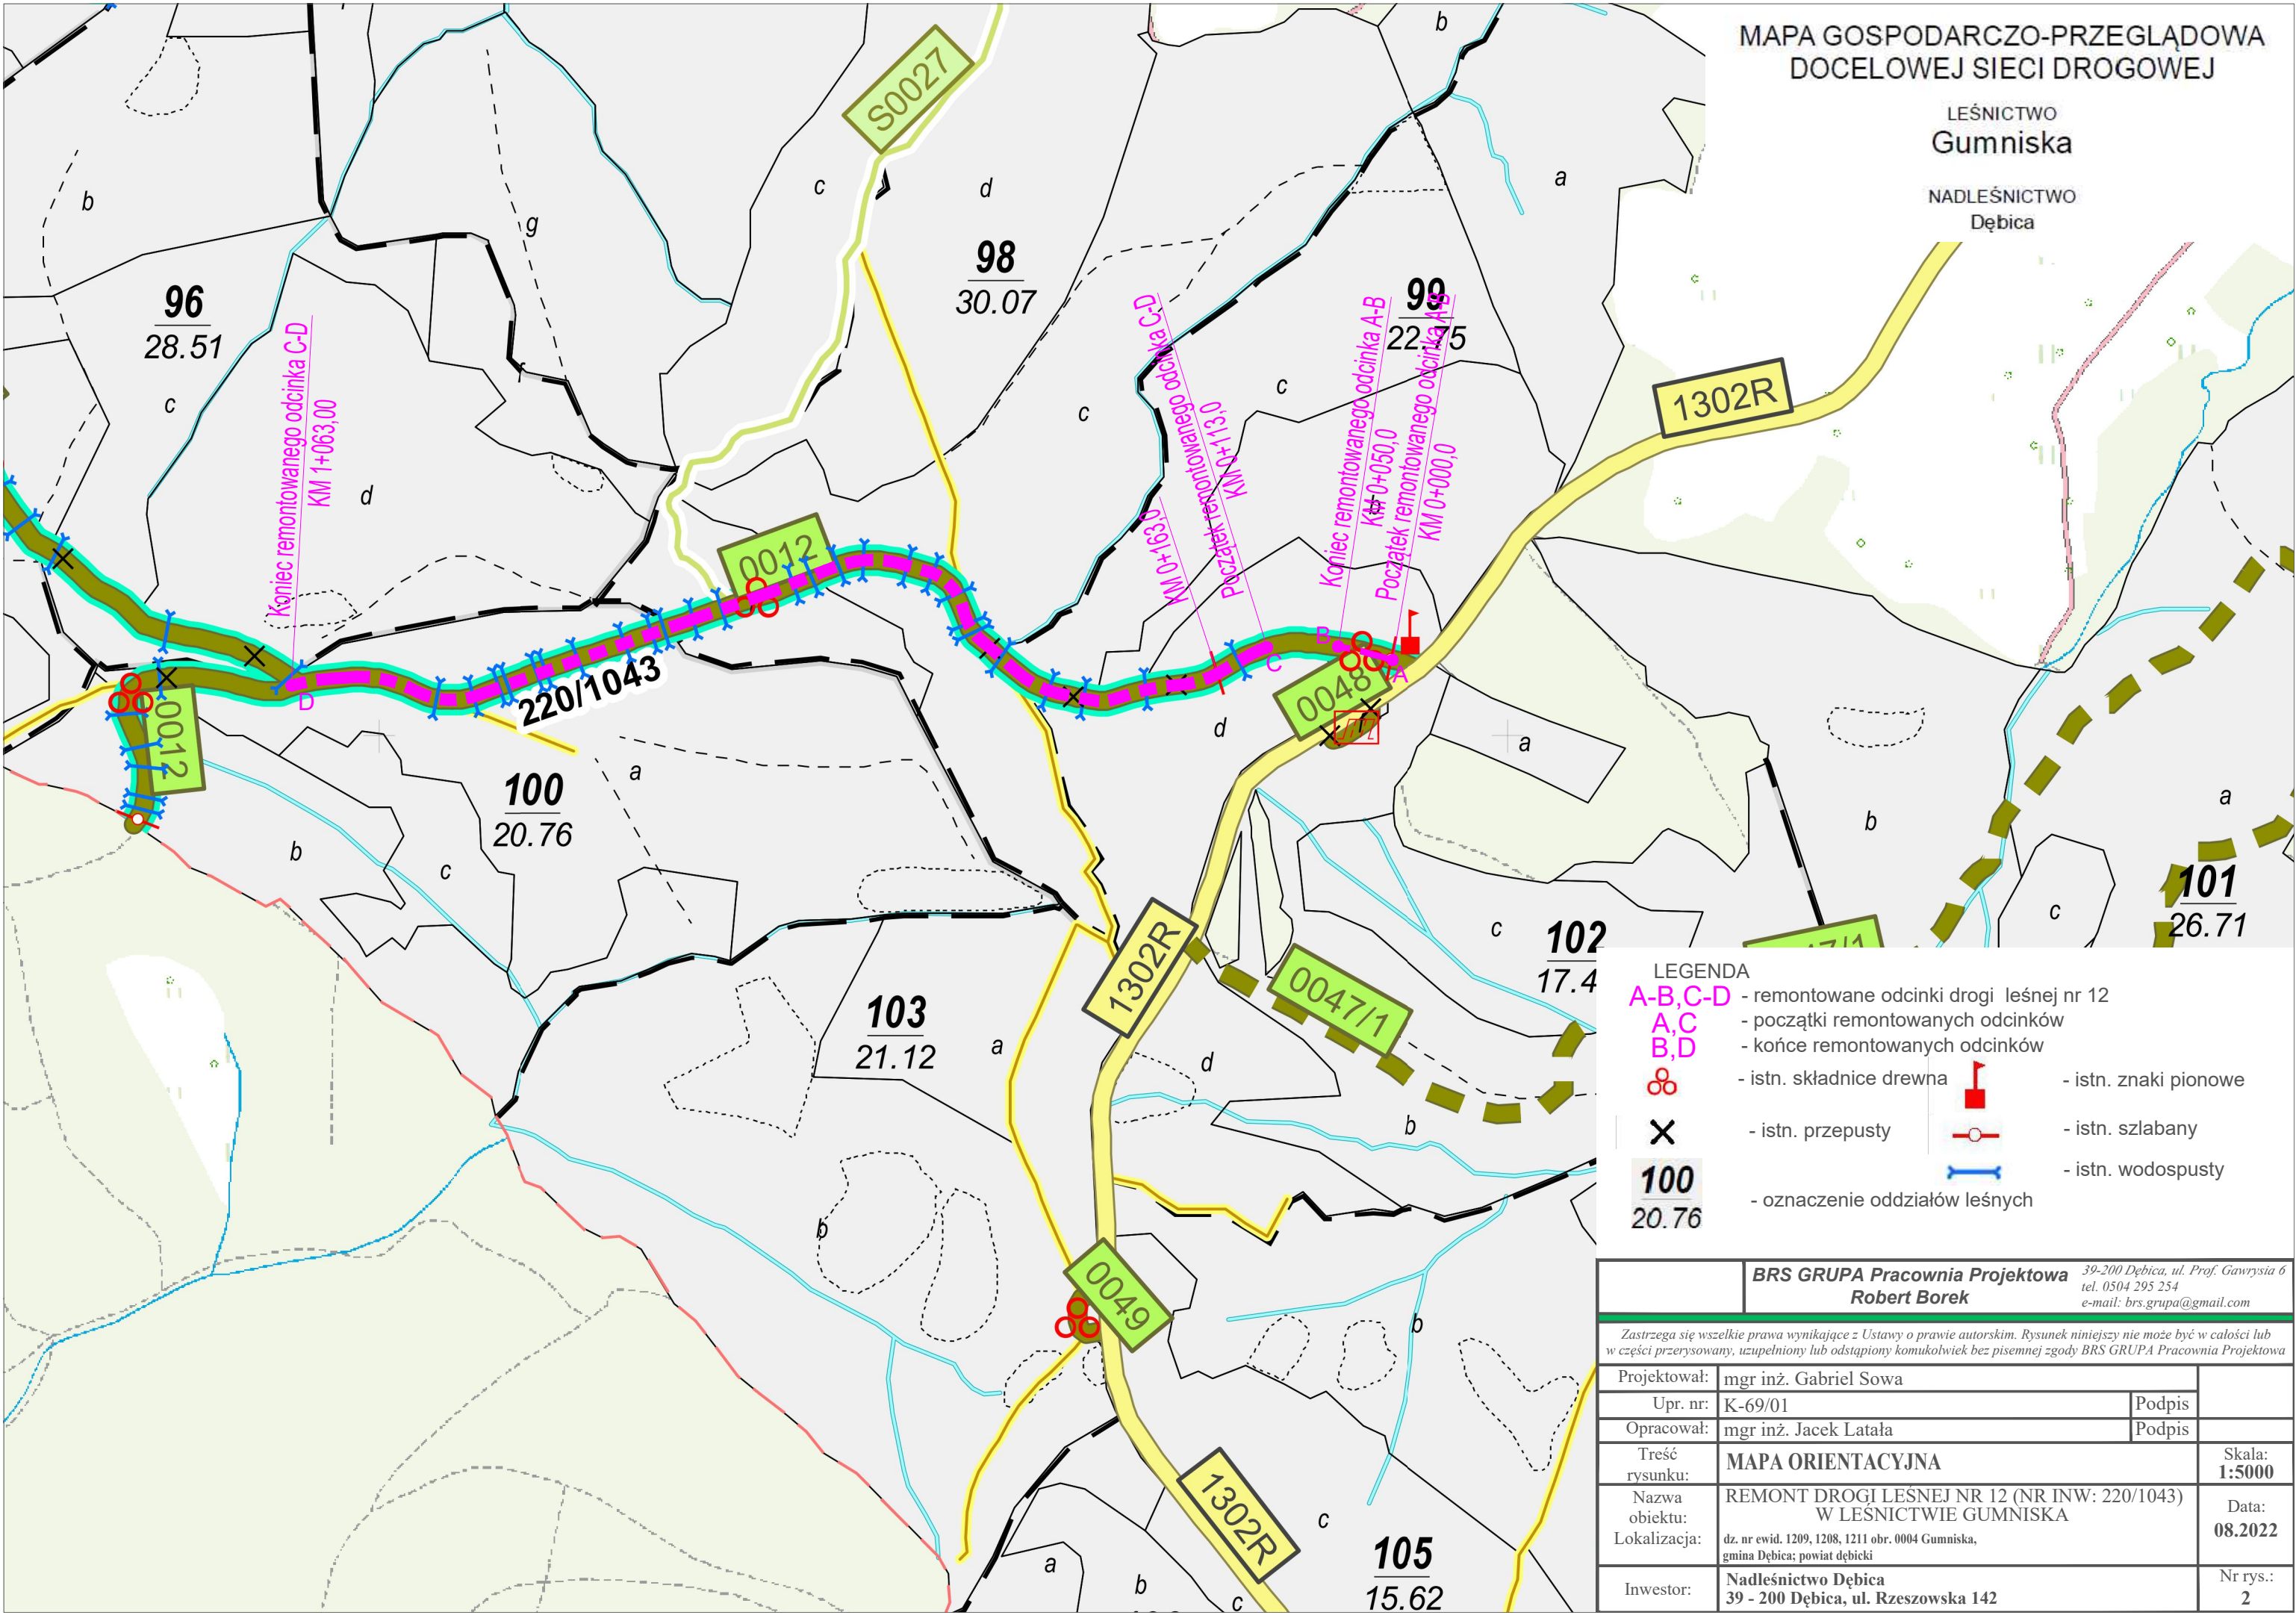 MAPA GOSPODARCZO-PRZEGLĄDOWA
DOCELOWEJ SIECI DROGOWEJ
LEŚNICTWO
Gumniska
NADLEŚNICTWO
Dębica
S0027
b
c
d
b
a
g
98
30.07
96
28.51
99
22.75
c
f
d
c
c
b
1302R
Koniec remontowanego odcinka C-D
KM 1+063,00
Początek remontowanego odcinka C-D
KM 0+113,0
KM 0+163,0
Koniec remontowanego odcinka A-B
KM 0+050,0
Początek remontowanego odcinka A-B
KM 0+000,0
0012
B
C
A
D
0048
220/1043
0012
d
a
a
100
20.76
b
c
b
a
101
26.71
c
c
102
17.4
1302R
0047/1
7/1
103
21.12
a
d
b
b
0049
b
1302R
c
105
15.62
a
b
c
LEGENDA
A-B,C-D - remontowane odcinki drogi leśnej nr 12
A,C - początki remontowanych odcinków
B,D - końce remontowanych odcinków
- istn. składnice drewna
- istn. znaki pionowe
- istn. przepusty
- istn. szlabany
- istn. wodospusty
100
20.76
- oznaczenie oddziałów leśnych
BRS GRUPA Pracownia Projektowa
Robert Borek
39-200 Dębica, ul. Prof. Gawrysia 6
tel. 0504 295 254
e-mail: brs.grupa@gmail.com
Zastrzega się wszelkie prawa wynikające z Ustawy o prawie autorskim. Rysunek niniejszy nie może być w całości lub
w części przerysowany, uzupełniony lub odstąpiony komukolwiek bez pisemnej zgody BRS GRUPA Pracownia Projektowa
Projektował: mgr inż. Gabriel Sowa
Upr. nr: K-69/01 Podpis
Opracował: mgr inż. Jacek Latała Podpis
Treść rysunku: MAPA ORIENTACYJNA
Skala:
1:5000
Nazwa obiektu: REMONT DROGI LEŚNEJ NR 12 (NR INW: 220/1043)
W LEŚNICTWIE GUMNISKA
Lokalizacja: dz. nr ewid. 1209, 1208, 1211 obr. 0004 Gumniska,
gmina Dębica; powiat dębicki
Data:
08.2022
Inwestor: Nadleśnictwo Dębica
39 - 200 Dębica, ul. Rzeszowska 142
Nr rys.:
2